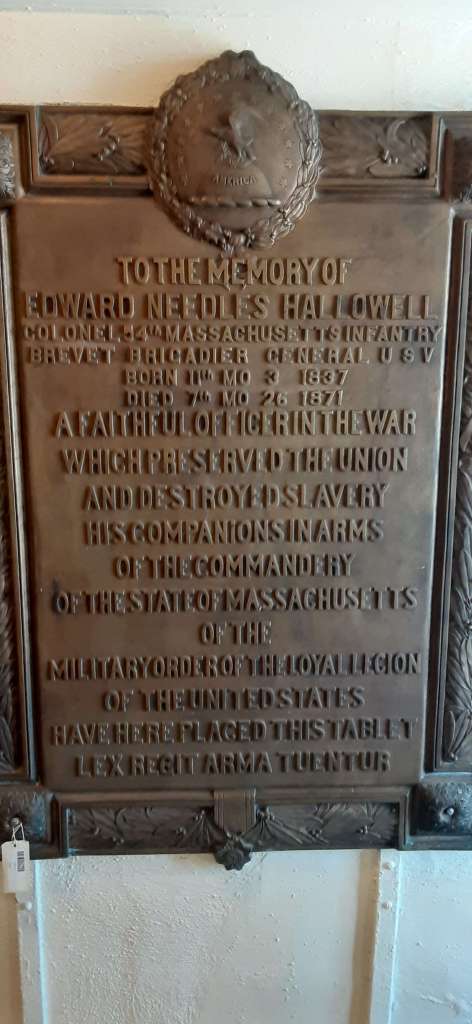 AMERICA
TO THE MEMORY OF
EDWARD NEEDLES HALLOWELL
COLONEL 54TH MASSACHUSETTS INFANTRY
BREVET BRIGADIER GENERAL U S V
BORN 11TH MO 3 1837
DIED 7TH MO 26 1871
A FAITHFUL OFFICER IN THE WAR
WHICH PRESERVED THE UNION
AND DESTROYED SLAVERY
HIS COMPANIONS IN ARMS
OF THE COMMANDERY
OF THE STATE OF MASSACHUSETTS
OF THE
MILITARY ORDER OF THE LOYAL LEGION
OF THE UNITED STATES
HAVE HERE PLACED THIS TABLET
LEX REGIT ARMA TUENTUR